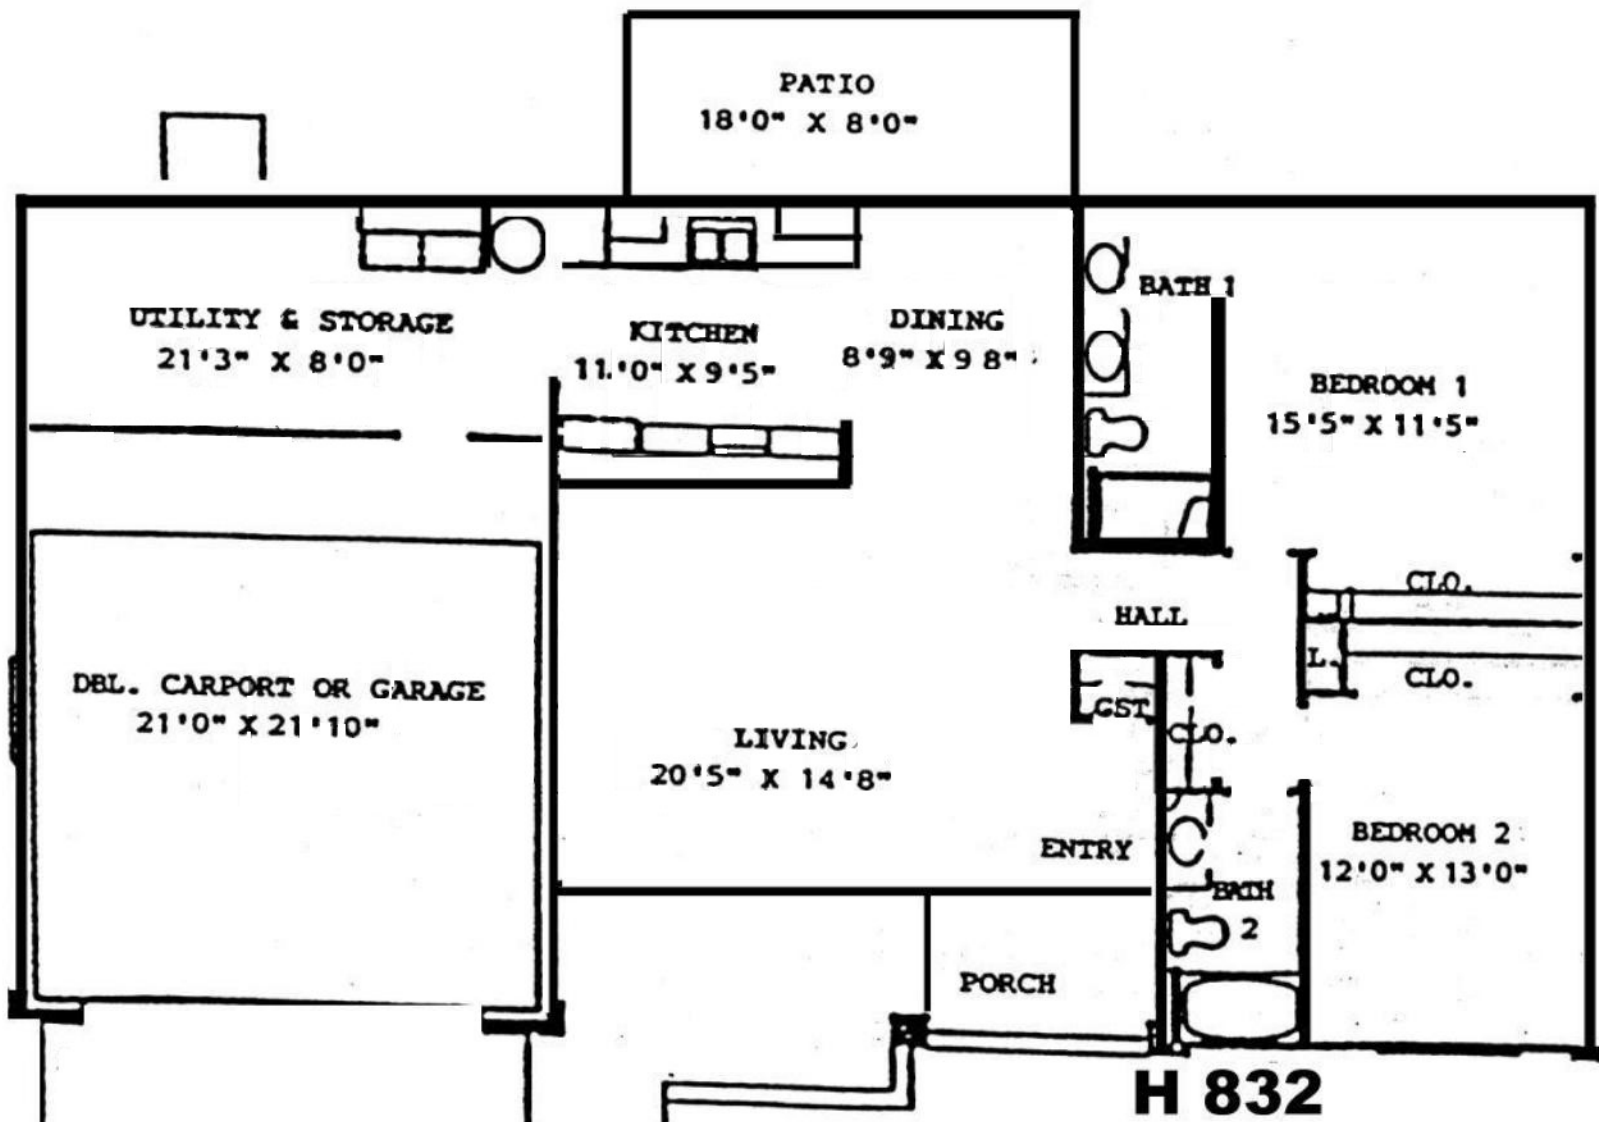 PATIO
18'0" X 8'0"
UTILITY & STORAGE
21'3" X 8'0"
KITCHEN
11.'0" X 9'5"
DINING
8'9" X 9 8"
BATH 1
BEDROOM 1
15'5" X 11'5"
CLO.
HALL
L.
CLO.
DBL. CARPORT OR GARAGE
21'0" X 21'10"
GST
CLO.
LIVING
20'5" X 14'8"
ENTRY
BEDROOM 2
12'0" X 13'0"
BATH
2
PORCH
H 832